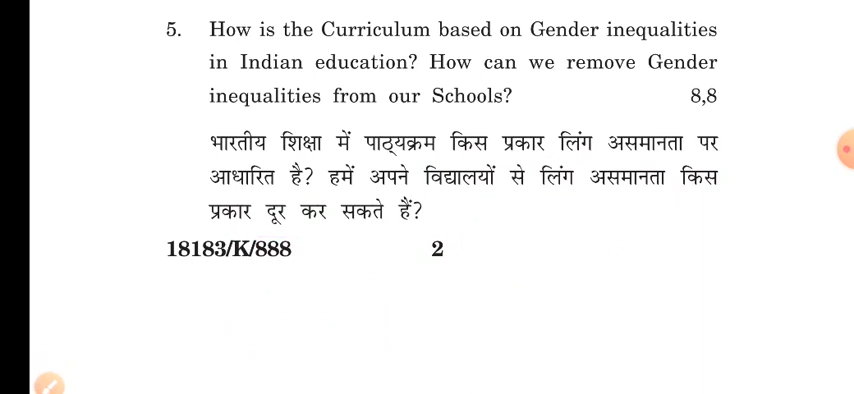 5. How is the Curriculum based on Gender inequalities
in Indian education? How can we remove Gender
inequalities from our Schools? 8,8
भारतीय शिक्षा में पाठ्यक्रम किस प्रकार लिंग असमानता पर
आधारित है? हमें अपने विद्यालयों से लिंग असमानता किस
प्रकार दूर कर सकते हैं?
18183/K/888 2